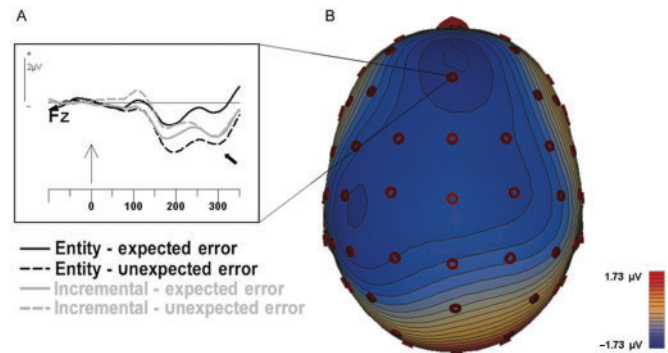 A
B
+
2μV
−
Fz
0
100
200
300
Entity - expected error
Entity - unexpected error
Incremental - expected error
Incremental - unexpected error
1.73 μV
−1.73 μV